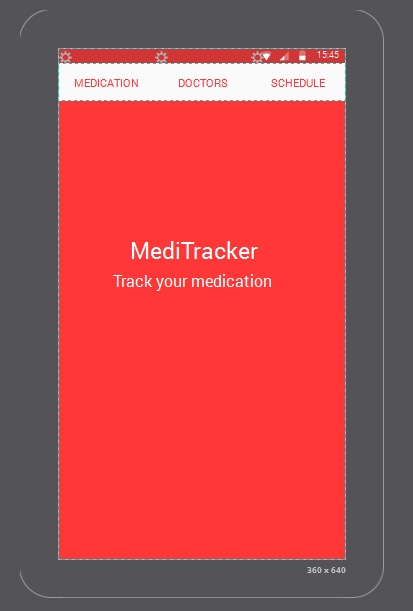 15:45
MEDICATION DOCTORS SCHEDULE
MediTracker
Track your medication
360 x 640